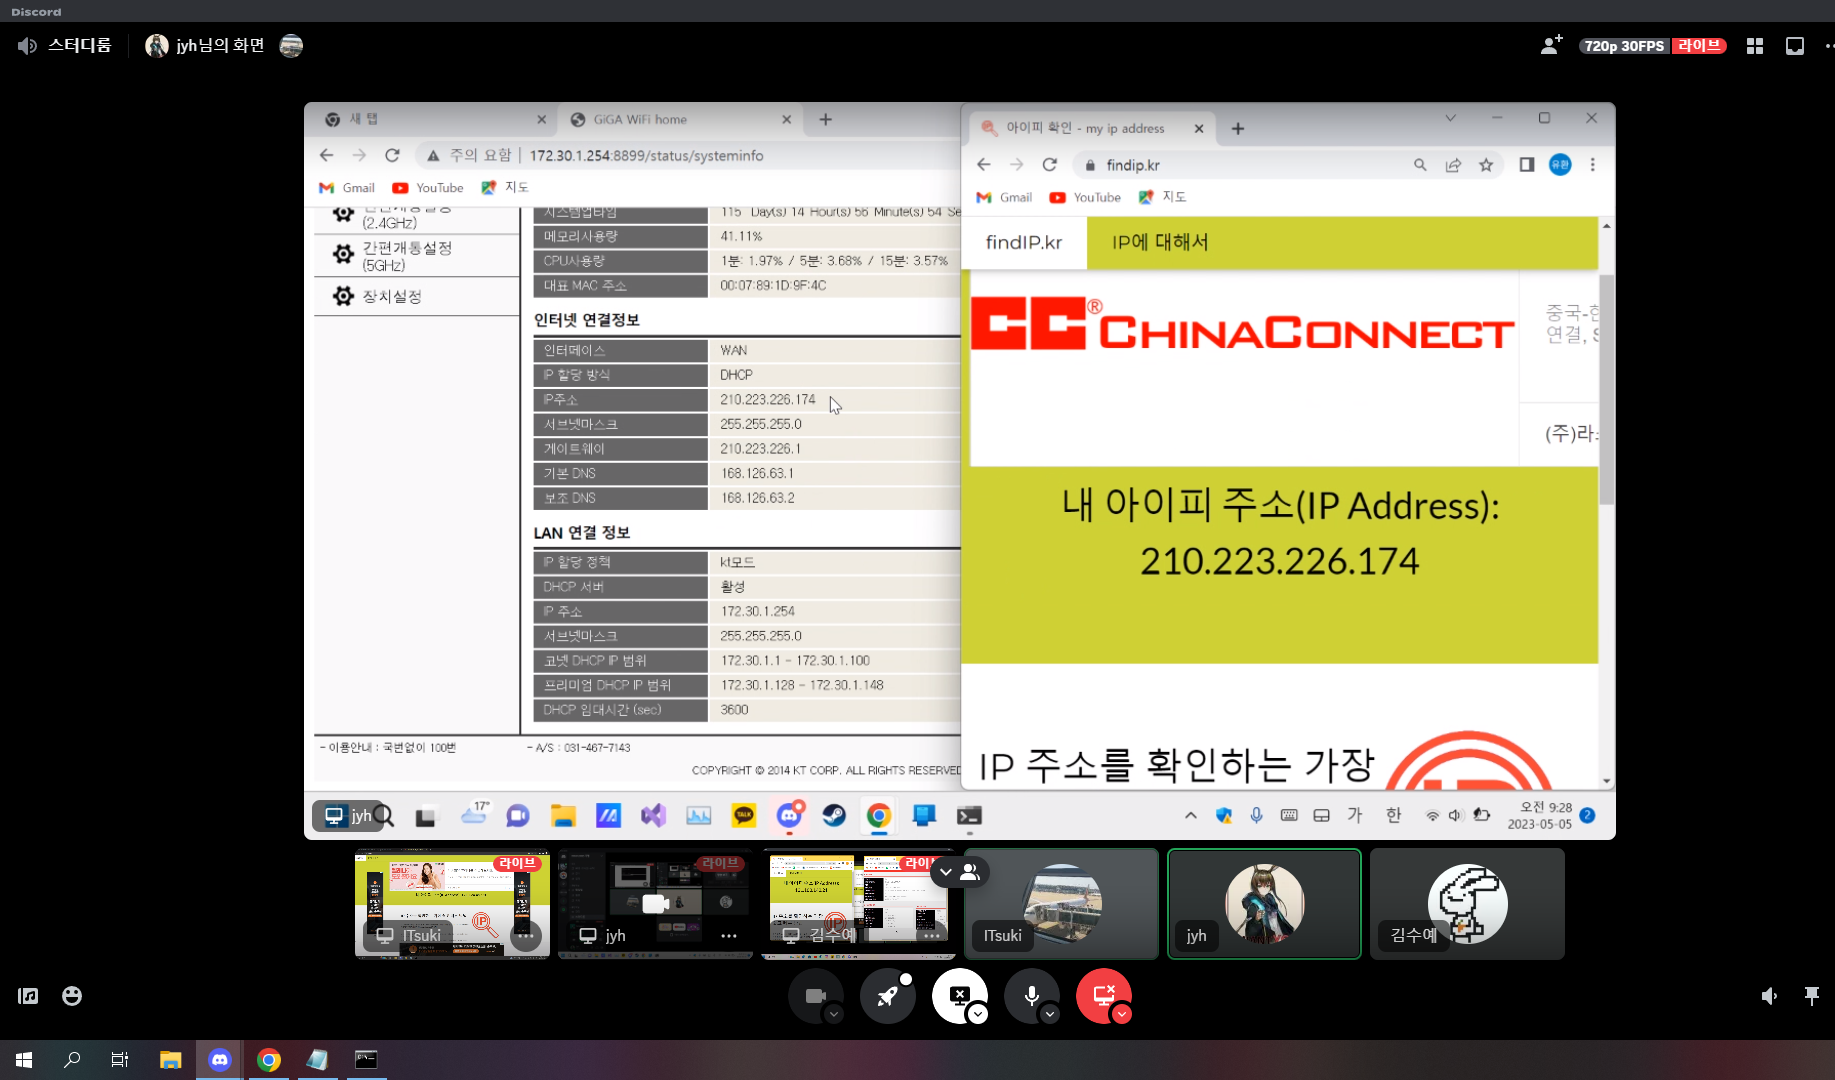 Discord
스터디룸
jyh님의 화면
720p 30FPS 라이브
새 탭
GiGA WiFi home
주의 요함 | 172.30.1.254:8899/status/systeminfo
Gmail
YouTube
지도
간편개통설정
(2.4GHz)
간편개통설정
(5GHz)
장치설정
시스템업타임 115 Day(s) 14 Hour(s) 56 Minute(s) 54 Se
메모리사용량 41.11%
CPU사용량 1분: 1.97% / 5분: 3.68% / 15분: 3.57%
대표 MAC 주소 00:07:89:1D:9F:4C
인터넷 연결정보
인터페이스 WAN
IP 할당 방식 DHCP
IP주소 210.223.226.174
서브넷마스크 255.255.255.0
게이트웨이 210.223.226.1
기본 DNS 168.126.63.1
보조 DNS 168.126.63.2
LAN 연결 정보
IP 할당 정책 kt모드
DHCP 서버 활성
IP 주소 172.30.1.254
서브넷마스크 255.255.255.0
코넷 DHCP IP 범위 172.30.1.1 - 172.30.1.100
프리미엄 DHCP IP 범위 172.30.1.128 - 172.30.1.148
DHCP 임대시간 (sec) 3600
- 이용안내 : 국번없이 100번
- A/S : 031-467-7143
COPYRIGHT © 2014 KT CORP. ALL RIGHTS RESERVED
아이피 확인 - my ip address
findip.kr
유환
Gmail
YouTube
지도
findIP.kr
IP에 대해서
CC® CHINACONNECT
중국-한
연결, S
(주)라
내 아이피 주소(IP Address):
210.223.226.174
IP 주소를 확인하는 가장
IP
jyh
17°
TALK
가
한
오전 9:28
2023-05-05
2
라이브
ITsuki
라이브
jyh
라이브
김수예
ITsuki
jyh
김수예